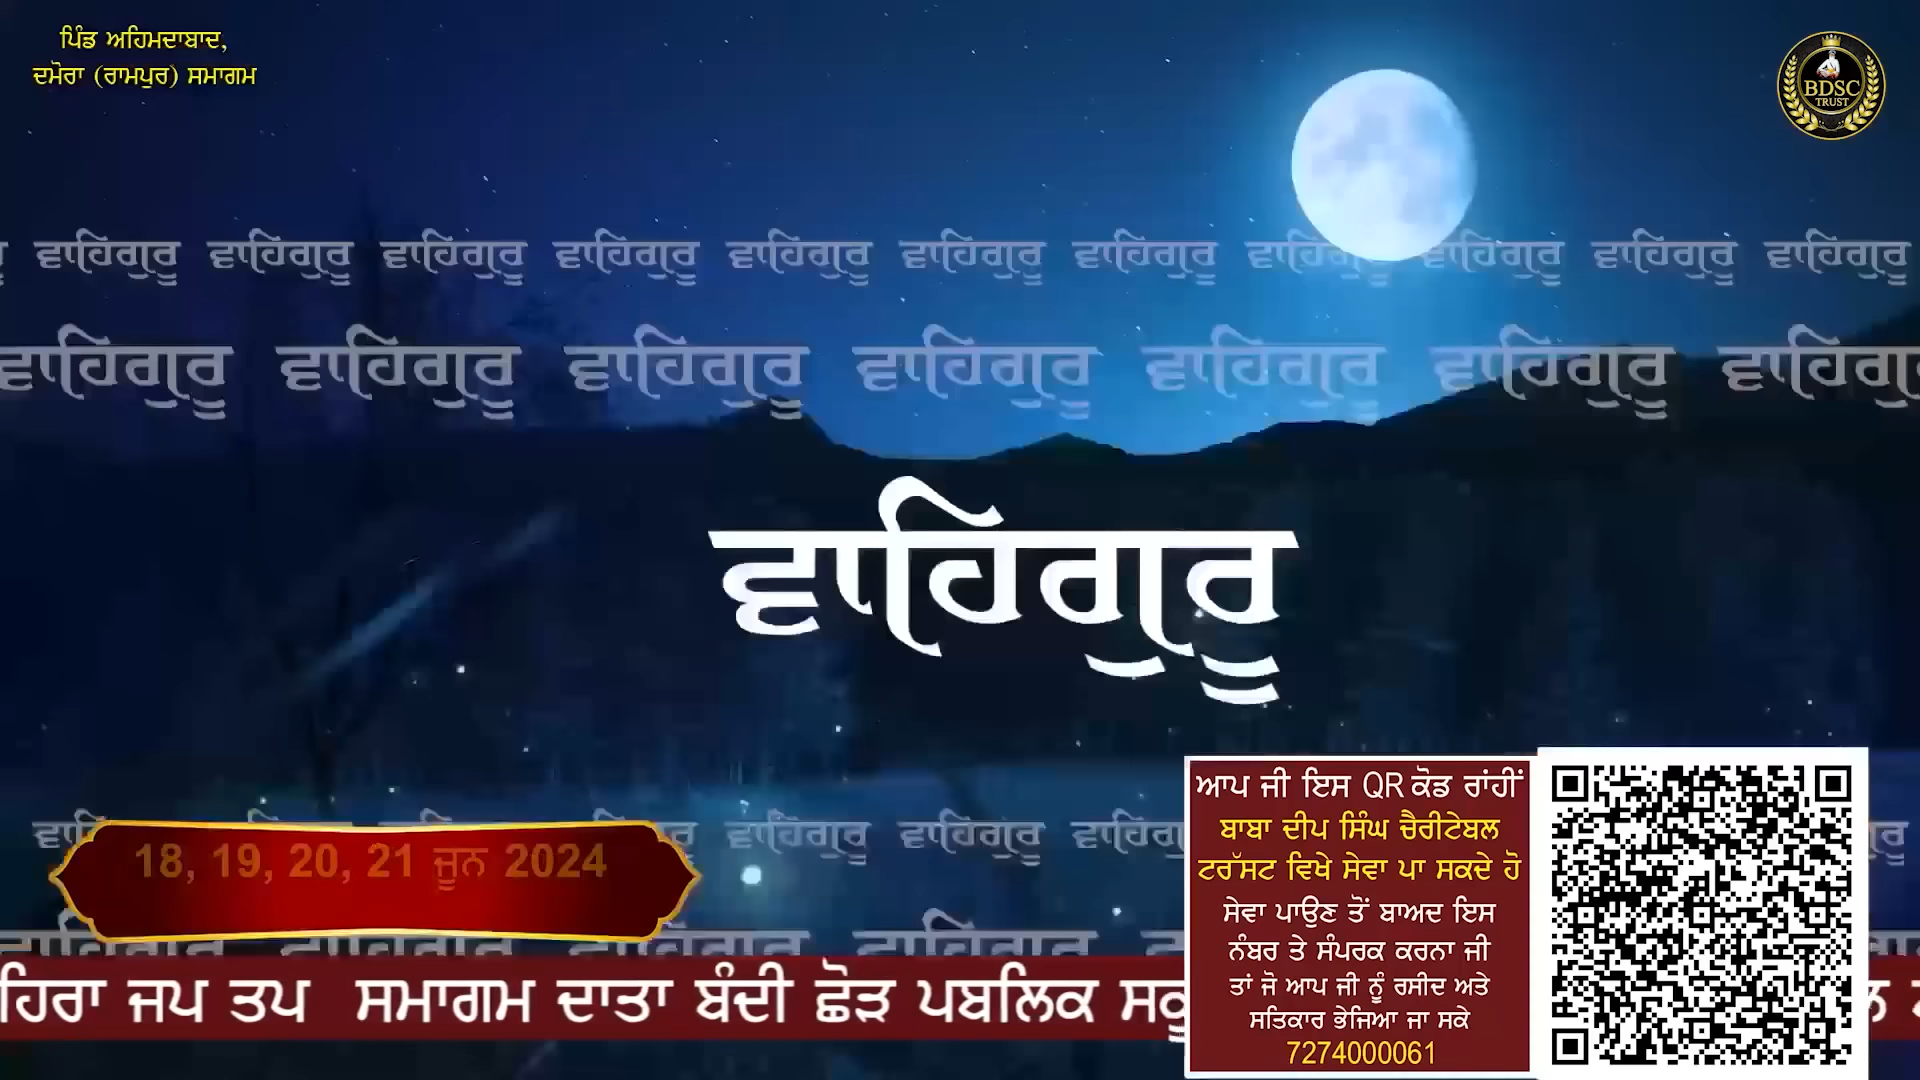 ਪਿੰਡ ਅਹਿਮਦਾਬਾਦ,
ਦਮੋਰਾ (ਰਾਮਪੁਰ) ਸਮਾਗਮ
BDSC
TRUST
ਵਾਹਿਗੁਰੂ ਵਾਹਿਗੁਰੂ ਵਾਹਿਗੁਰੂ ਵਾਹਿਗੁਰੂ ਵਾਹਿਗੁਰੂ ਵਾਹਿਗੁਰੂ ਵਾਹਿਗੁਰੂ ਵਾਹਿਗੁਰੂ ਵਾਹਿਗੁਰੂ ਵਾਹਿਗੁਰੂ ਵਾਹਿਗੁਰੂ
ਵਾਹਿਗੁਰੂ ਵਾਹਿਗੁਰੂ ਵਾਹਿਗੁਰੂ ਵਾਹਿਗੁਰੂ ਵਾਹਿਗੁਰੂ ਵਾਹਿਗੁਰੂ ਵਾਹਿਗੁ
ਵਾਹਿਗੁਰੂ
ਵਾਹਿਗੁਰੂ ਵਾਹਿਗੁਰੂ
18, 19, 20, 21 ਜੂਨ 2024
ਹਿਰਾ ਜਪ ਤਪ ਸਮਾਗਮ ਦਾਤਾ ਬੰਦੀ ਛੋੜ ਪਬਲਿਕ ਸਕੂ
ਆਪ ਜੀ ਇਸ QR ਕੋਡ ਰਾਂਹੀਂ
ਬਾਬਾ ਦੀਪ ਸਿੰਘ ਚੈਰੀਟੇਬਲ
ਟਰੱਸਟ ਵਿਖੇ ਸੇਵਾ ਪਾ ਸਕਦੇ ਹੋ
ਸੇਵਾ ਪਾਉਣ ਤੋਂ ਬਾਅਦ ਇਸ
ਨੰਬਰ ਤੇ ਸੰਪਰਕ ਕਰਨਾ ਜੀ
ਤਾਂ ਜੋ ਆਪ ਜੀ ਨੂੰ ਰਸੀਦ ਅਤੇ
ਸਤਿਕਾਰ ਭੇਜਿਆ ਜਾ ਸਕੇ
7274000061